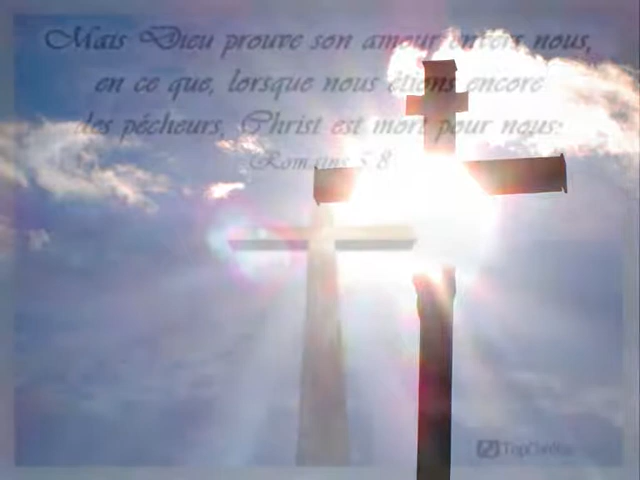 Mais Dieu prouve son amour envers nous,
en ce que, lorsque nous étions encore
des pécheurs, Christ est mort pour nous.
Romains 5.8